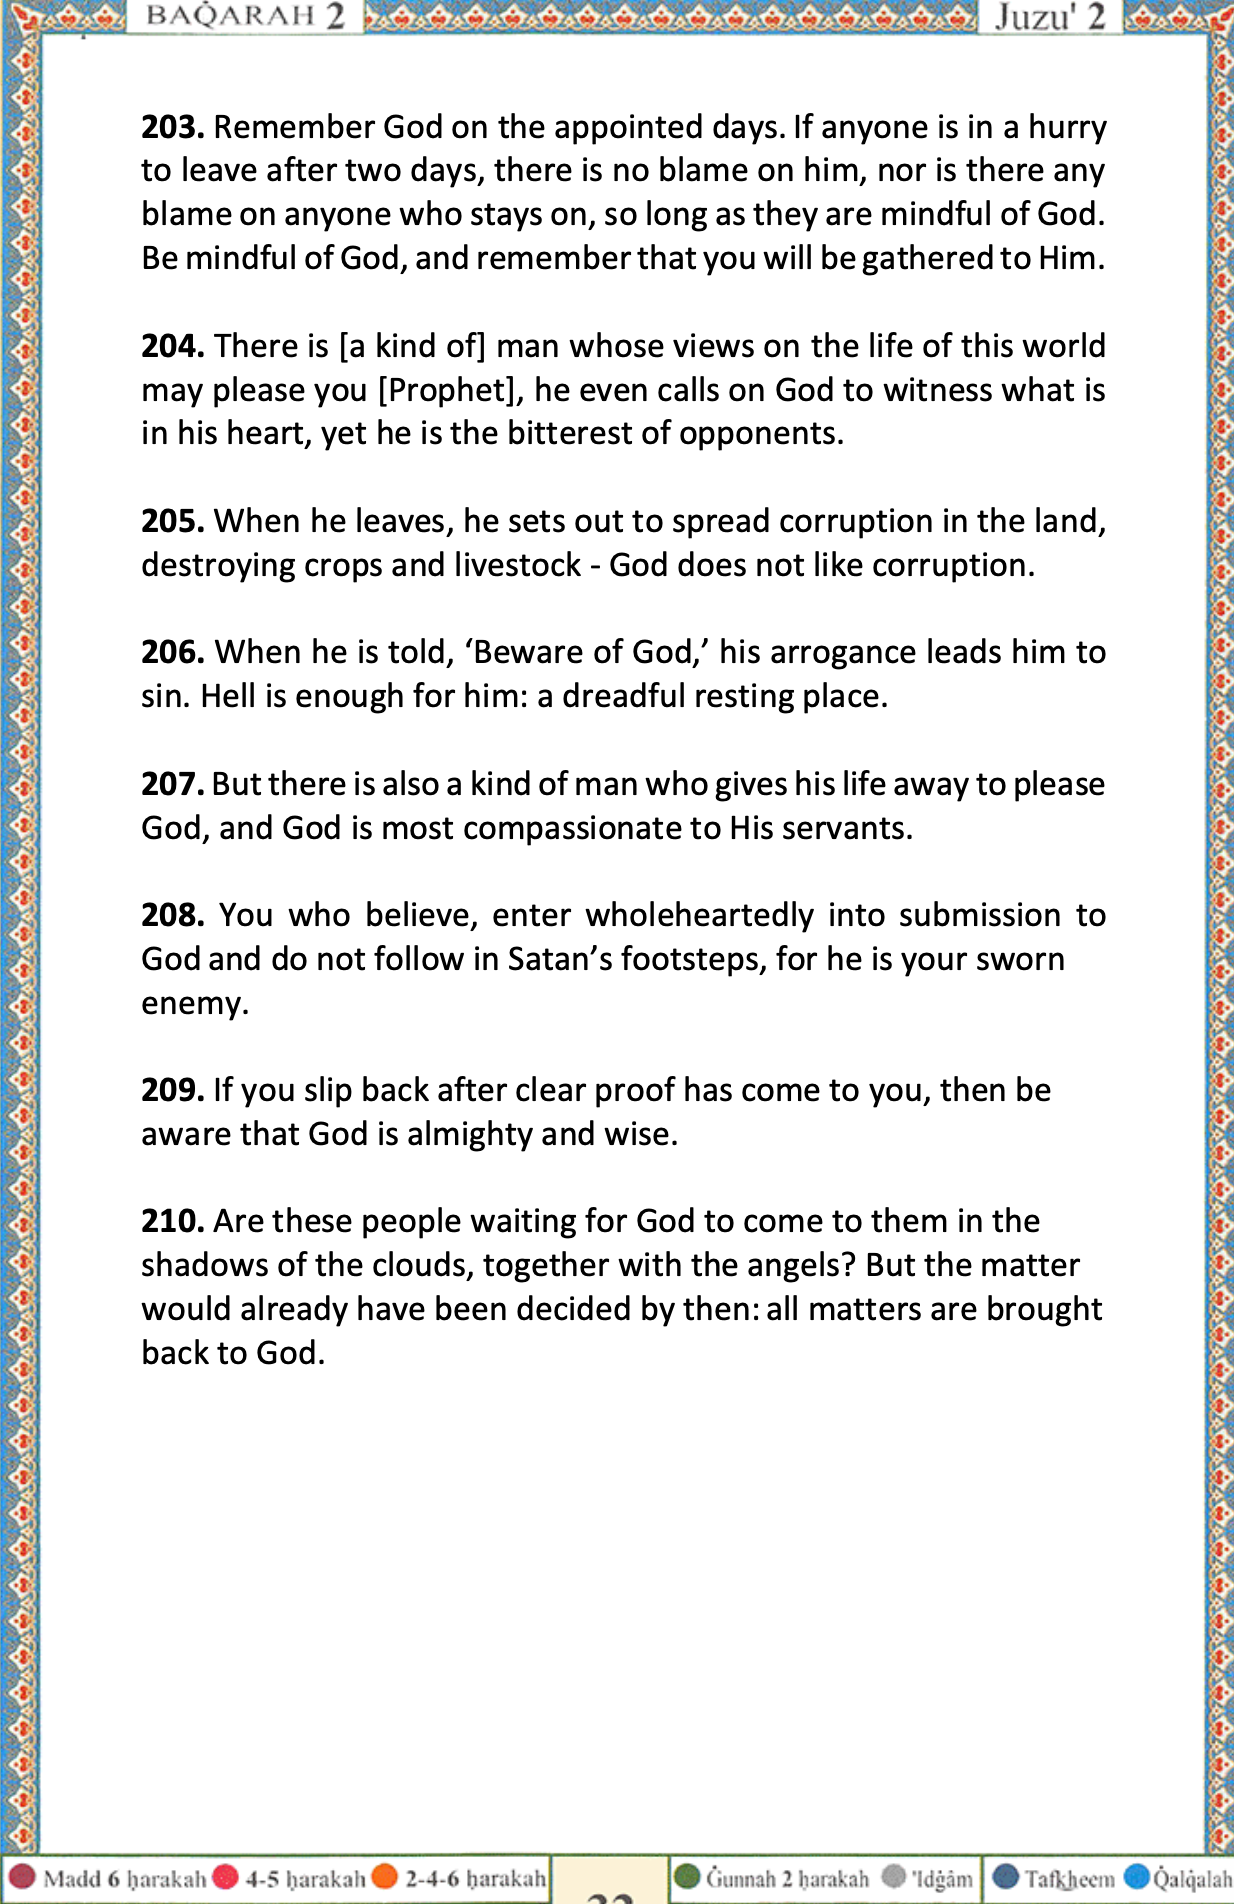 BAQ̇ARAH 2
Juzu' 2
203. Remember God on the appointed days. If anyone is in a hurry
to leave after two days, there is no blame on him, nor is there any
blame on anyone who stays on, so long as they are mindful of God.
Be mindful of God, and remember that you will be gathered to Him.
204. There is [a kind of] man whose views on the life of this world
may please you [Prophet], he even calls on God to witness what is
in his heart, yet he is the bitterest of opponents.
205. When he leaves, he sets out to spread corruption in the land,
destroying crops and livestock - God does not like corruption.
206. When he is told, ‘Beware of God,’ his arrogance leads him to
sin. Hell is enough for him: a dreadful resting place.
207. But there is also a kind of man who gives his life away to please
God, and God is most compassionate to His servants.
208. You who believe, enter wholeheartedly into submission to
God and do not follow in Satan’s footsteps, for he is your sworn
enemy.
209. If you slip back after clear proof has come to you, then be
aware that God is almighty and wise.
210. Are these people waiting for God to come to them in the
shadows of the clouds, together with the angels? But the matter
would already have been decided by then: all matters are brought
back to God.
Madd 6 ḥarakah 4-5 ḥarakah 2-4-6 ḥarakah
Ġunnah 2 ḥarakah 'Idġâm Tafk͟heem Q̇alq̇alah